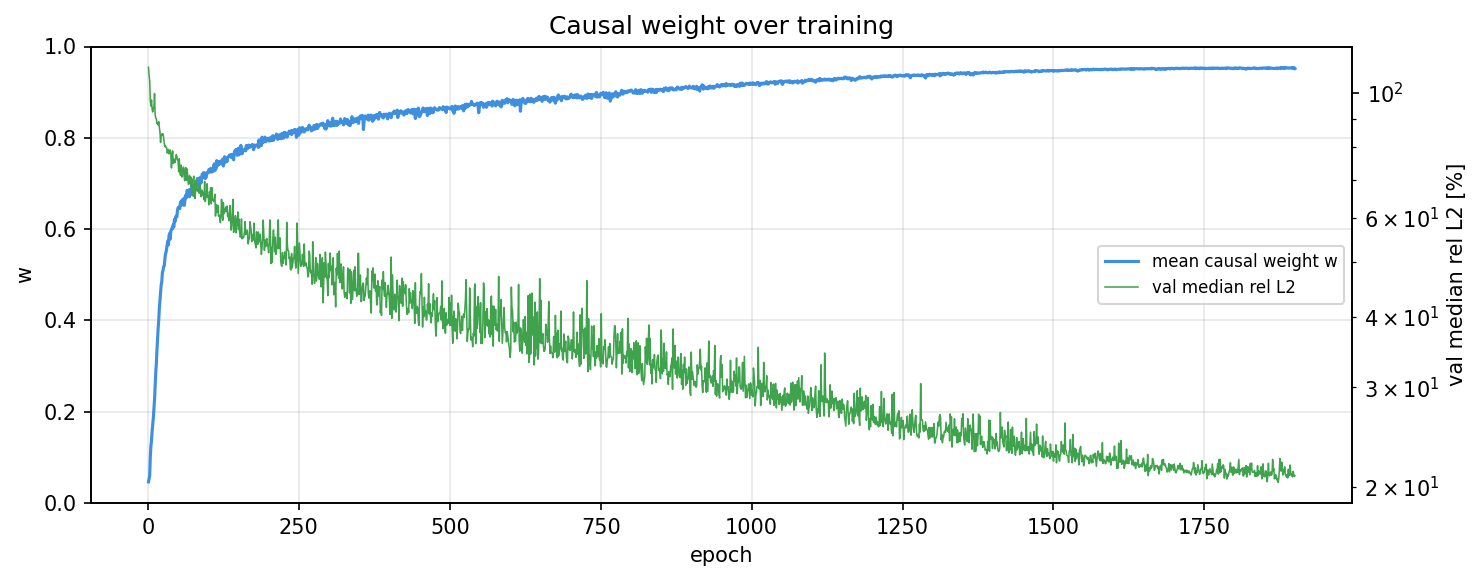 Causal weight over training
1.0
0.8
0.6
0.4
0.2
0.0
w
0 250 500 750 1000 1250 1500 1750
epoch
10²
6×10¹
4×10¹
3×10¹
2×10¹
val median rel L2 [%]
mean causal weight w
val median rel L2